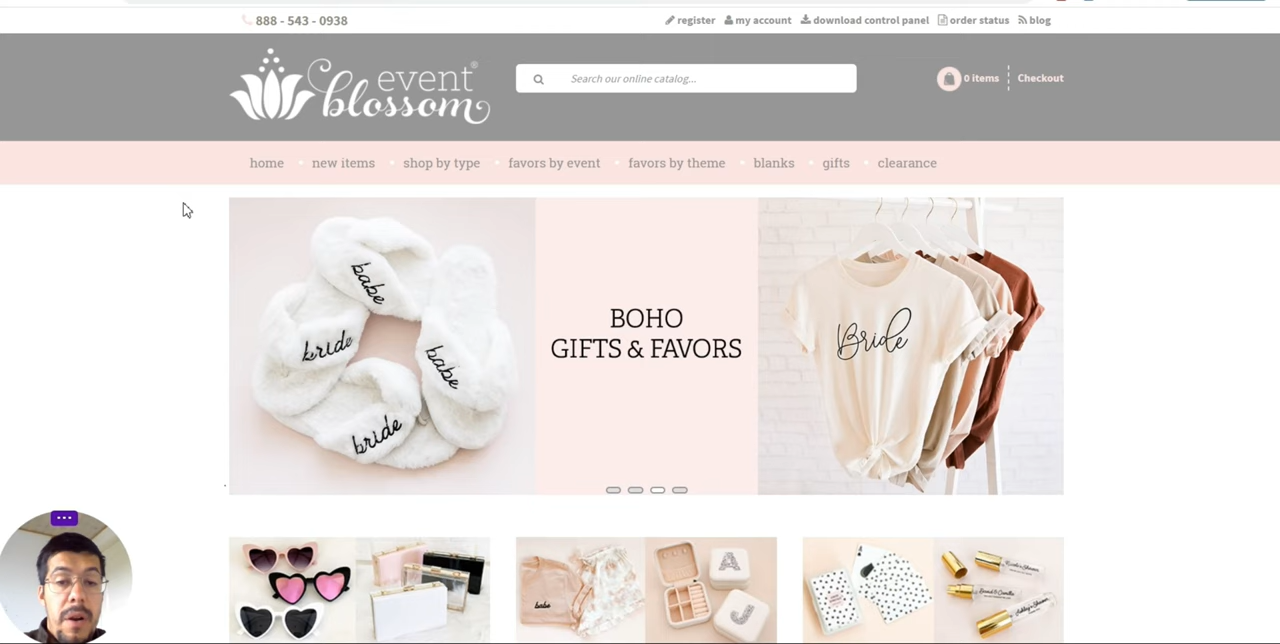 888 - 543 - 0938
register
my account
download control panel
order status
blog
event®
blossom
Search our online catalog...
0 items
Checkout
home
new items
shop by type
favors by event
favors by theme
blanks
gifts
clearance
babe
bride
babe
bride
BOHO
GIFTS & FAVORS
Bride
babe
A